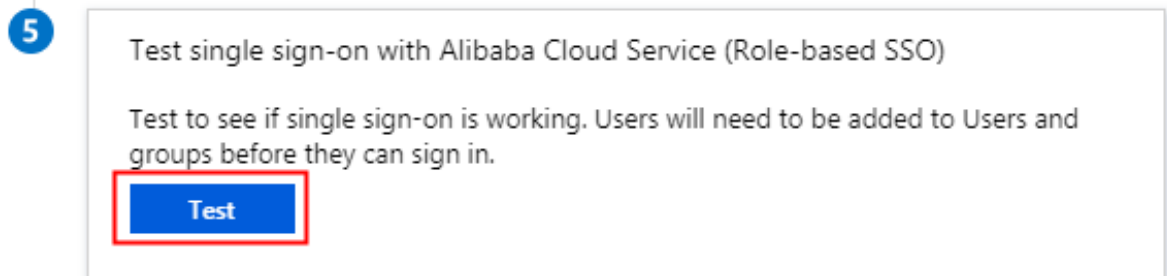 5
Test single sign-on with Alibaba Cloud Service (Role-based SSO)
Test to see if single sign-on is working. Users will need to be added to Users and
groups before they can sign in.
Test